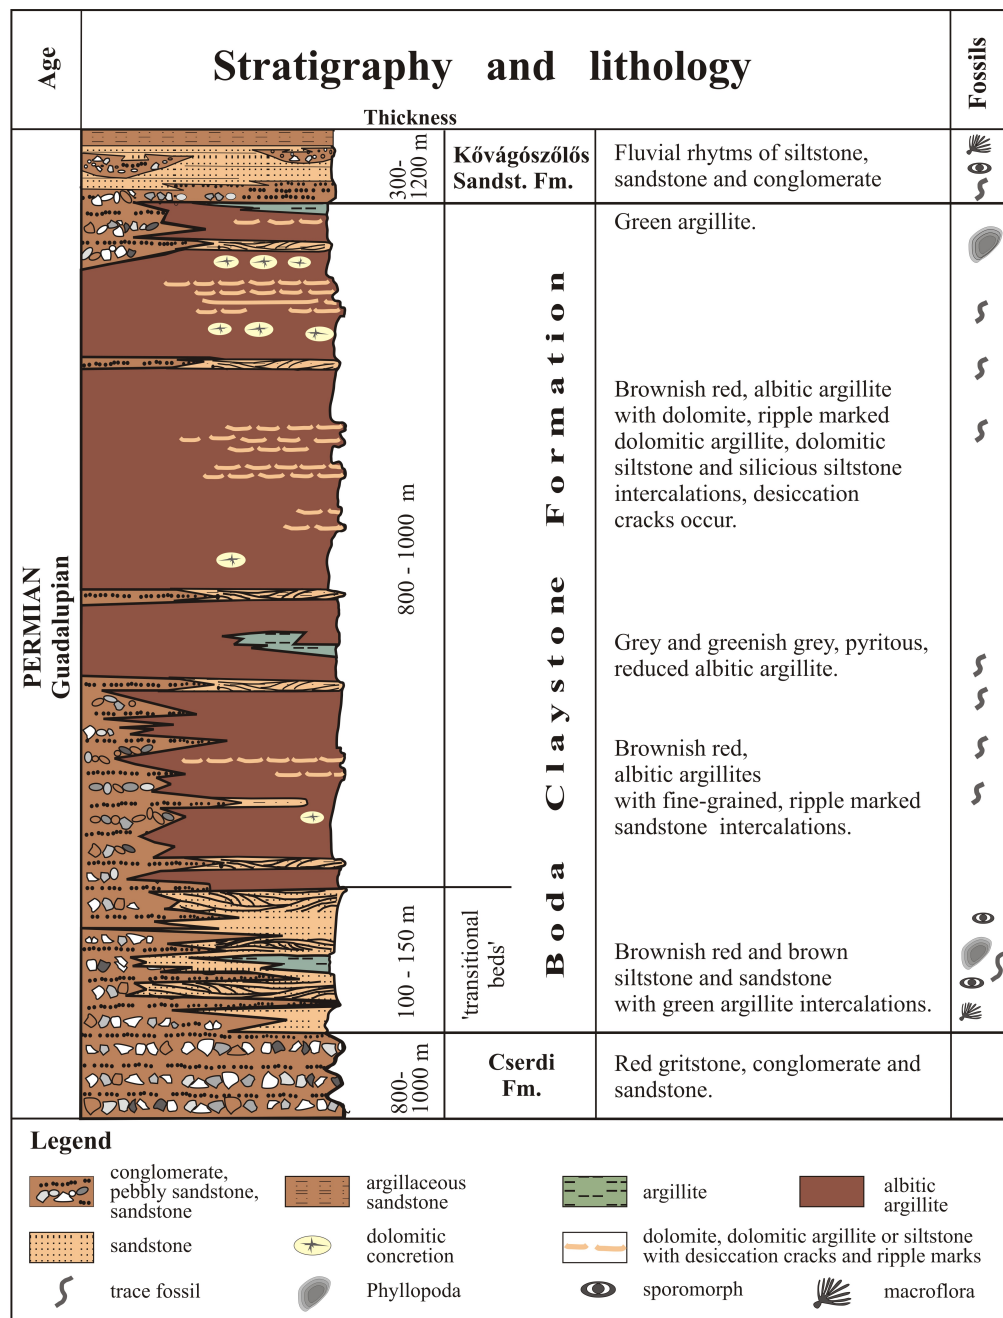 Age
Stratigraphy and lithology
Thickness
Fossils
PERMIAN
Guadalupian
300-
1200 m
Kővágószőlős
Sandst. Fm.
Fluvial rhytms of siltstone,
sandstone and conglomerate
800 - 1000 m
Boda Claystone Formation
Green argillite.
Brownish red, albitic argillite
with dolomite, ripple marked
dolomitic argillite, dolomitic
siltstone and silicious siltstone
intercalations, desiccation
cracks occur.
Grey and greenish grey, pyritous,
reduced albitic argillite.
Brownish red,
albitic argillites
with fine-grained, ripple marked
sandstone intercalations.
100 - 150 m
'transitional
beds'
Brownish red and brown
siltstone and sandstone
with green argillite intercalations.
800-
1000 m
Cserdi
Fm.
Red gritstone, conglomerate and
sandstone.
Legend
conglomerate,
pebbly sandstone,
sandstone
argillaceous
sandstone
argillite
albitic
argillite
sandstone
dolomitic
concretion
dolomite, dolomitic argillite or siltstone
with desiccation cracks and ripple marks
trace fossil
Phyllopoda
sporomorph
macroflora